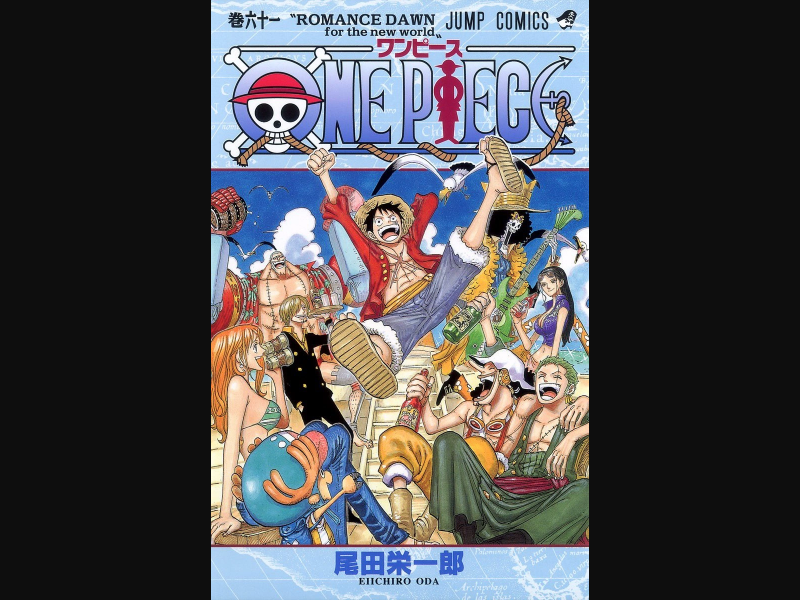 巻六十一 〝ROMANCE DAWN
for the new world〟
JUMP COMICS
ワンピース
ONE PIECE
尾田栄一郎
EIICHIRO ODA